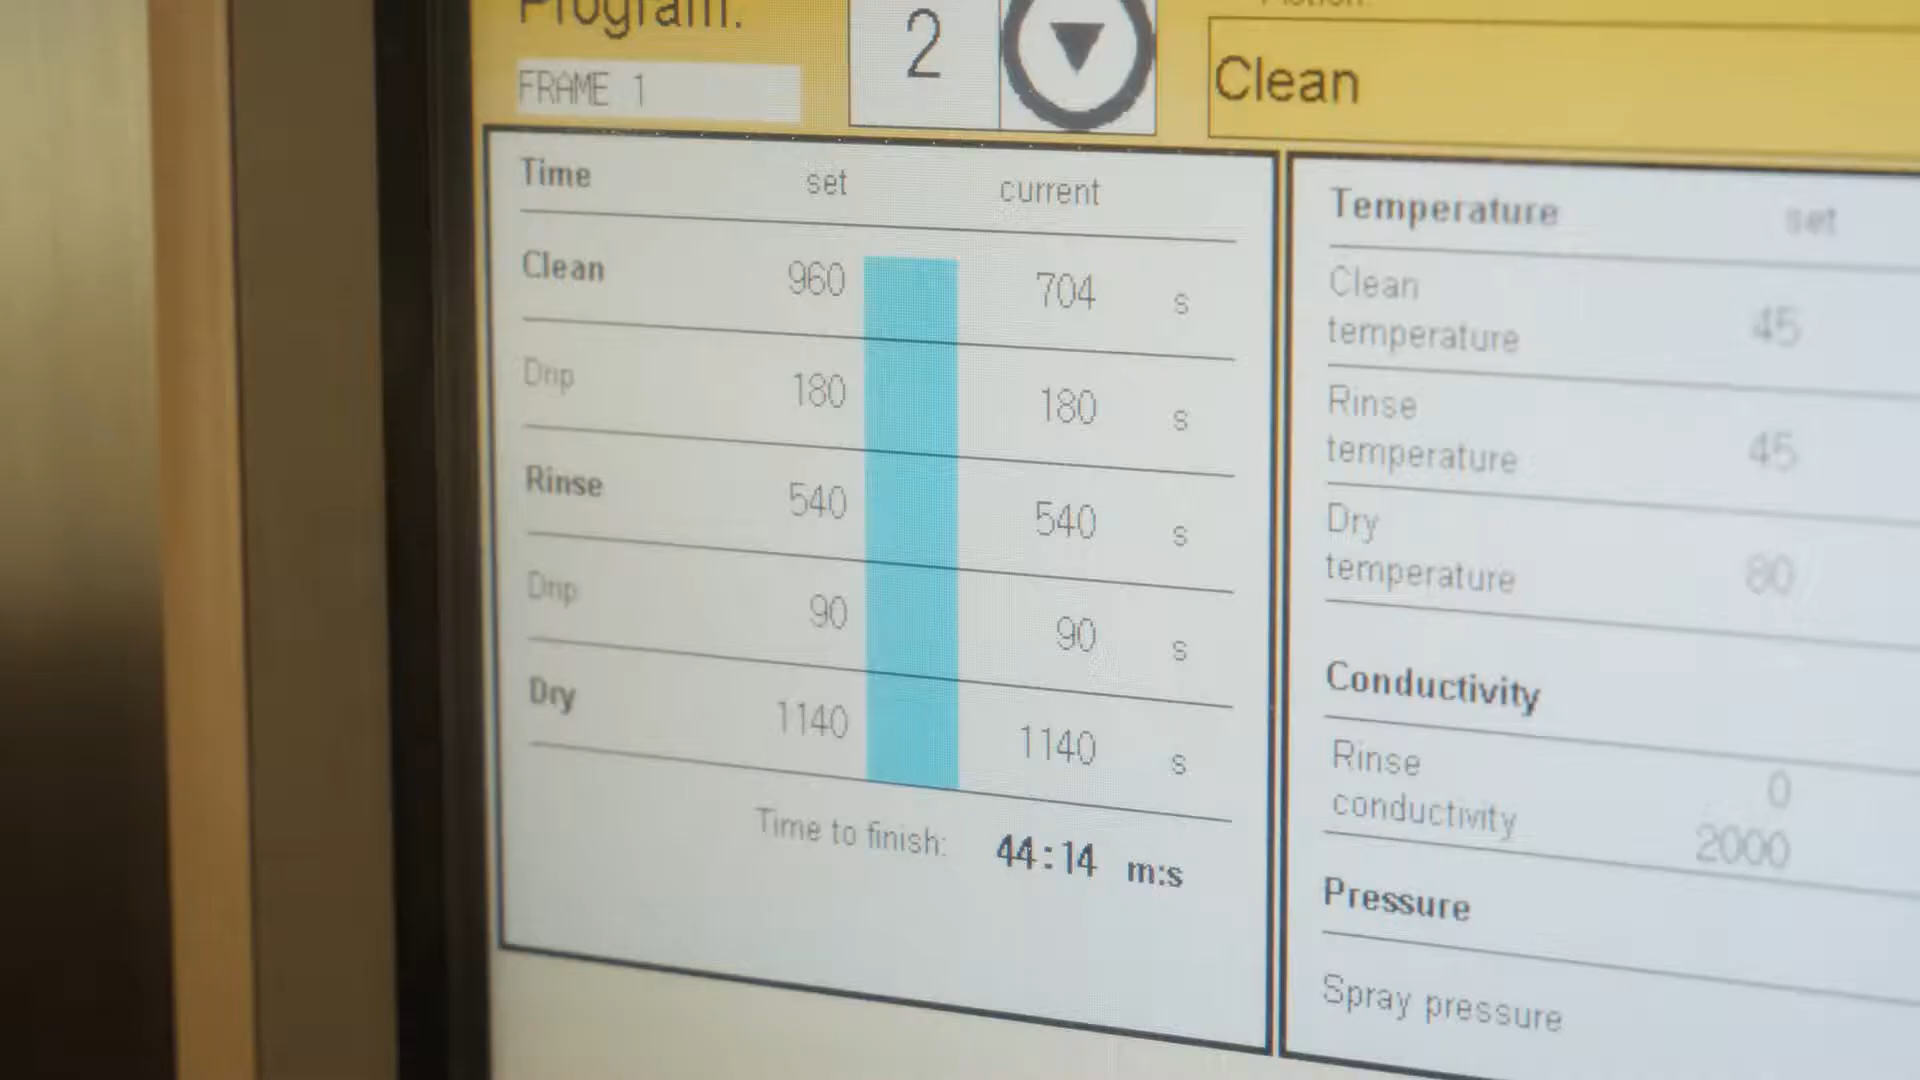 Program:
2
FRAME 1
Clean
Time set current
Clean 960 704 s
Drip 180 180 s
Rinse 540 540 s
Drip 90 90 s
Dry 1140 1140 s
Time to finish: 44:14 m:s
Temperature set
Clean
temperature 45
Rinse
temperature 45
Dry
temperature 80
Conductivity
Rinse 0
conductivity 2000
Pressure
Spray pressure